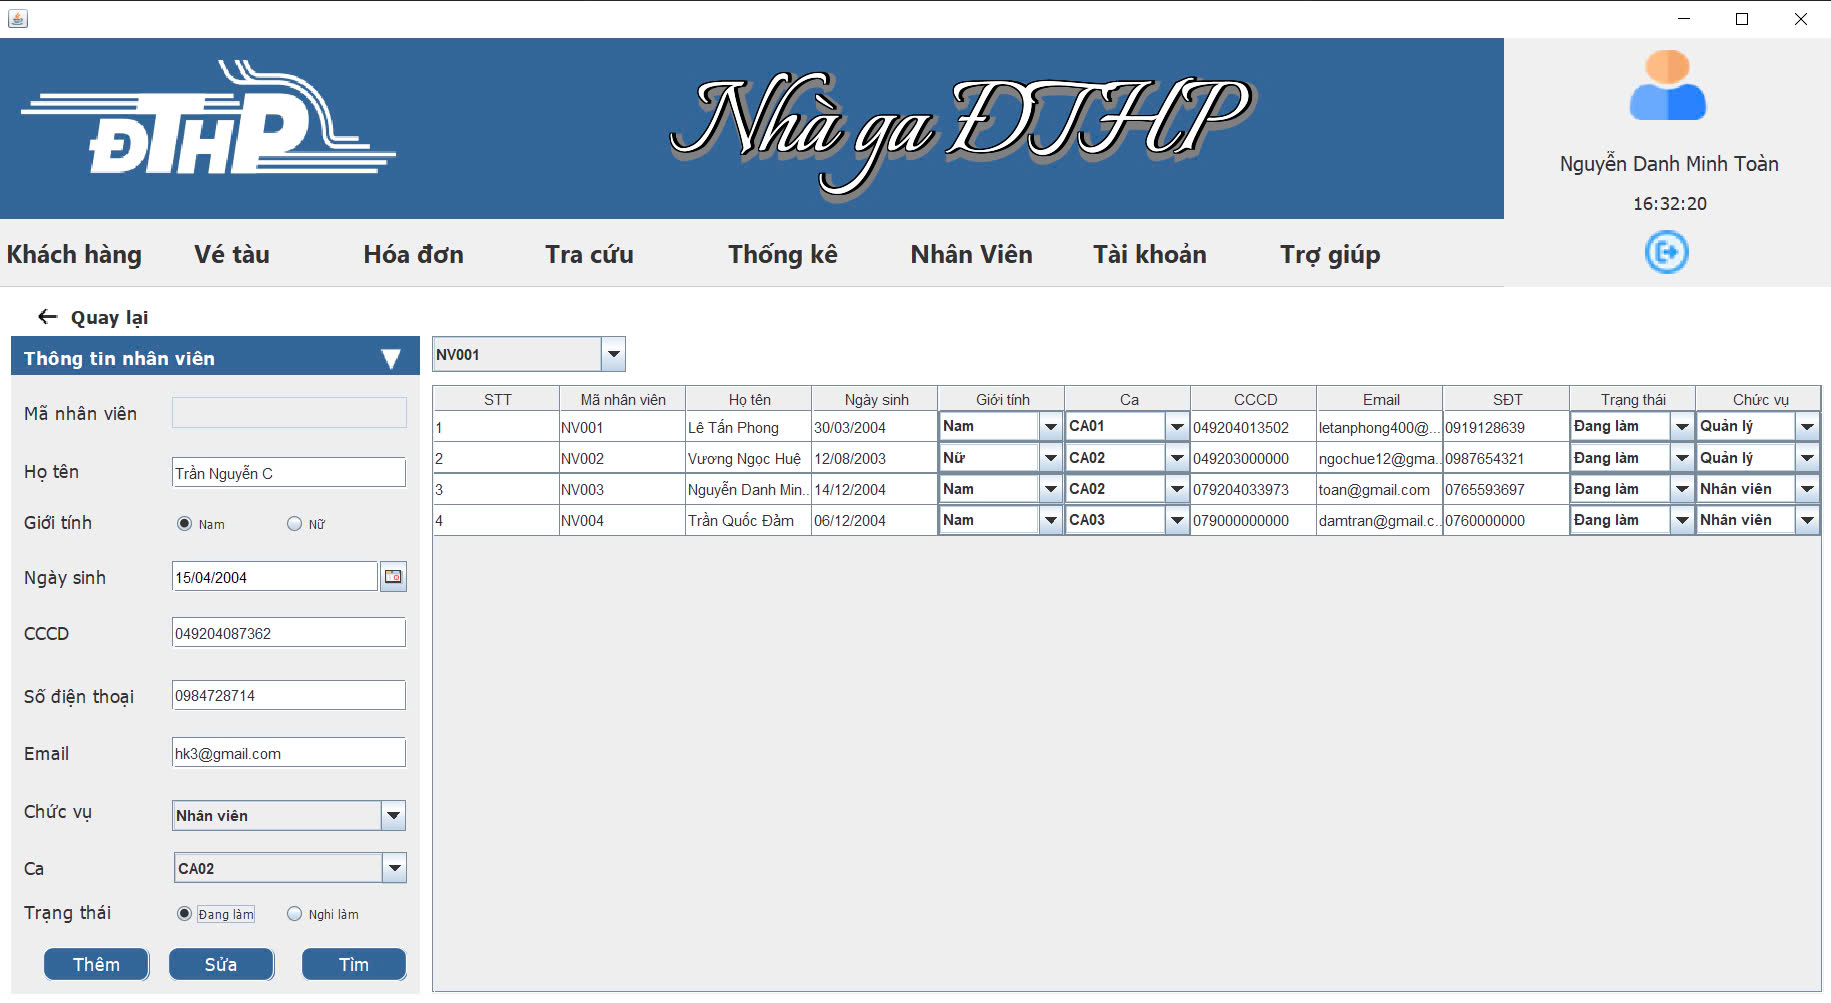 ĐTHP
Nhà ga ĐTHP
Nguyễn Danh Minh Toàn
16:32:20
Khách hàng Vé tàu Hóa đơn Tra cứu Thống kê Nhân Viên Tài khoản Trợ giúp
Quay lại
Thông tin nhân viên
Mã nhân viên
Họ tên Trần Nguyễn C
Giới tính Nam Nữ
Ngày sinh 15/04/2004
CCCD 049204087362
Số điện thoại 0984728714
Email hk3@gmail.com
Chức vụ Nhân viên
Ca CA02
Trạng thái Đang làm Nghỉ làm
Thêm Sửa Tìm
NV001
STT Mã nhân viên Họ tên Ngày sinh Giới tính Ca CCCD Email SĐT Trạng thái Chức vụ
1 NV001 Lê Tấn Phong 30/03/2004 Nam CA01 049204013502 letanphong400@... 0919128639 Đang làm Quản lý
2 NV002 Vương Ngọc Huệ 12/08/2003 Nữ CA02 049203000000 ngochue12@gma... 0987654321 Đang làm Quản lý
3 NV003 Nguyễn Danh Min... 14/12/2004 Nam CA02 079204033973 toan@gmail.com 0765593697 Đang làm Nhân viên
4 NV004 Trần Quốc Đảm 06/12/2004 Nam CA03 079000000000 damtran@gmail.c... 0760000000 Đang làm Nhân viên